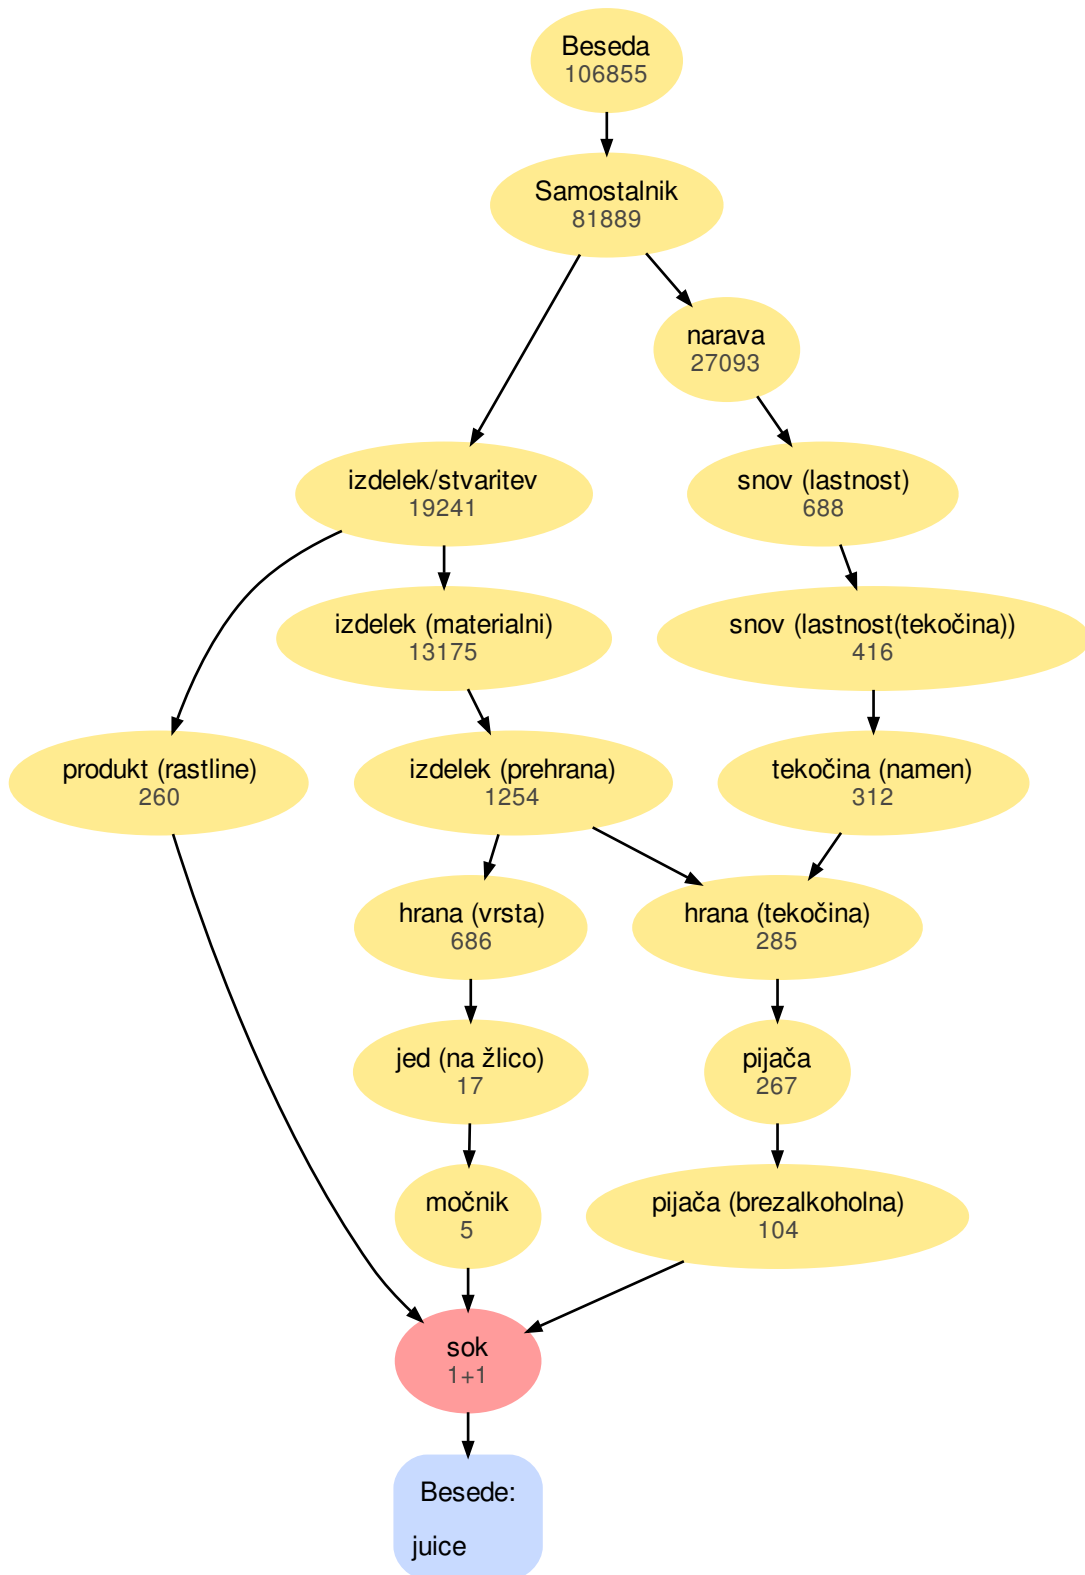 Beseda
106855
Samostalnik
81889
narava
27093
izdelek/stvaritev
19241
snov (lastnost)
688
izdelek (materialni)
13175
snov (lastnost(tekočina))
416
produkt (rastline)
260
izdelek (prehrana)
1254
tekočina (namen)
312
hrana (vrsta)
686
hrana (tekočina)
285
jed (na žlico)
17
pijača
267
močnik
5
pijača (brezalkoholna)
104
sok
1+1
Besede:
juice